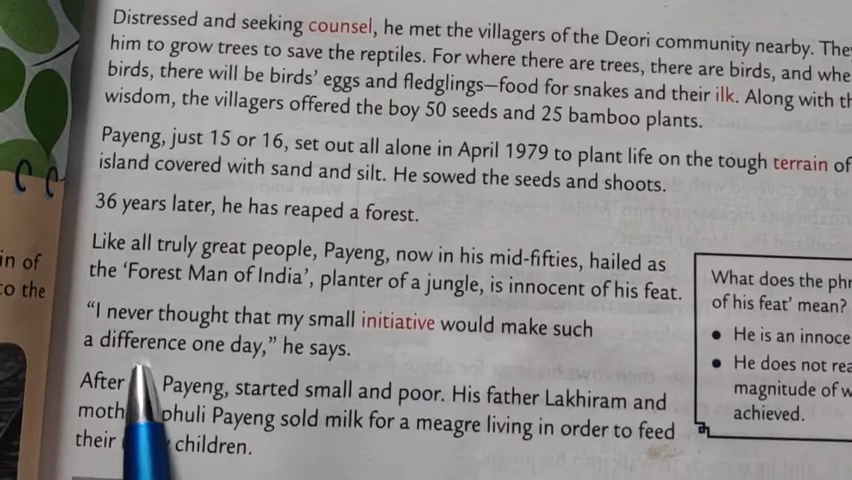 Distressed and seeking counsel, he met the villagers of the Deori community nearby. They
him to grow trees to save the reptiles. For where there are trees, there are birds, and whe
birds, there will be birds' eggs and fledglings—food for snakes and their ilk. Along with th
wisdom, the villagers offered the boy 50 seeds and 25 bamboo plants.
Payeng, just 15 or 16, set out all alone in April 1979 to plant life on the tough terrain of
island covered with sand and silt. He sowed the seeds and shoots.
36 years later, he has reaped a forest.
Like all truly great people, Payeng, now in his mid-fifties, hailed as
the 'Forest Man of India', planter of a jungle, is innocent of his feat.
"I never thought that my small initiative would make such
a difference one day," he says.
After Payeng, started small and poor. His father Lakhiram and
Payeng sold milk for a meagre living in order to feed
their children.
in of
to the
What does the
of his feat' mean?
• He is an
• He does not
magnitude of
achieved.